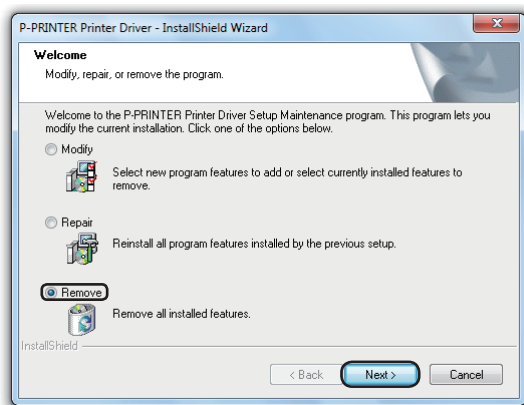 P-PRINTER Printer Driver - InstallShield Wizard
Welcome
Modify, repair, or remove the program.
Welcome to the P-PRINTER Printer Driver Setup Maintenance program. This program lets you
modify the current installation. Click one of the options below.
Modify
Select new program features to add or select currently installed features to
remove.
Repair
Reinstall all program features installed by the previous setup.
Remove
Remove all installed features.
InstallShield
< Back Next > Cancel